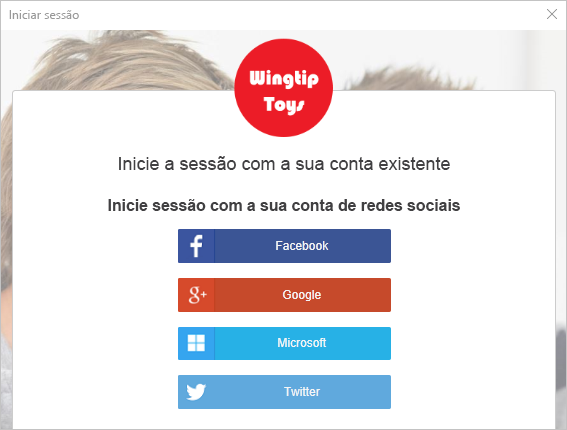 Iniciar sessão
Wingtip
Toys
Inicie a sessão com a sua conta existente
Inicie sessão com a sua conta de redes sociais
Facebook
Google
Microsoft
Twitter